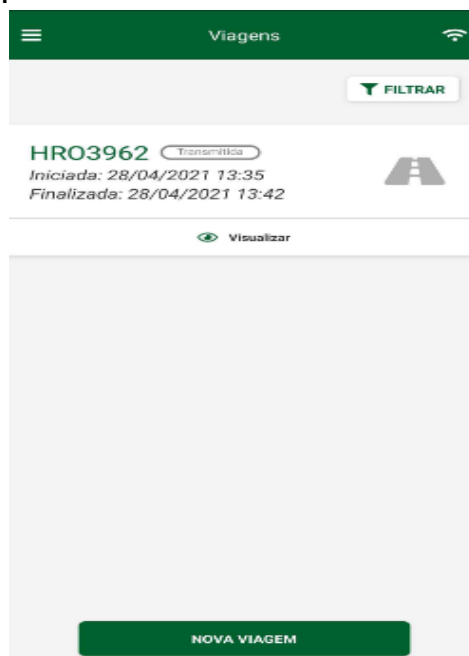 Viagens
FILTRAR
HRO3962 Transmitida
Iniciada: 28/04/2021 13:35
Finalizada: 28/04/2021 13:42
Visualizar
NOVA VIAGEM